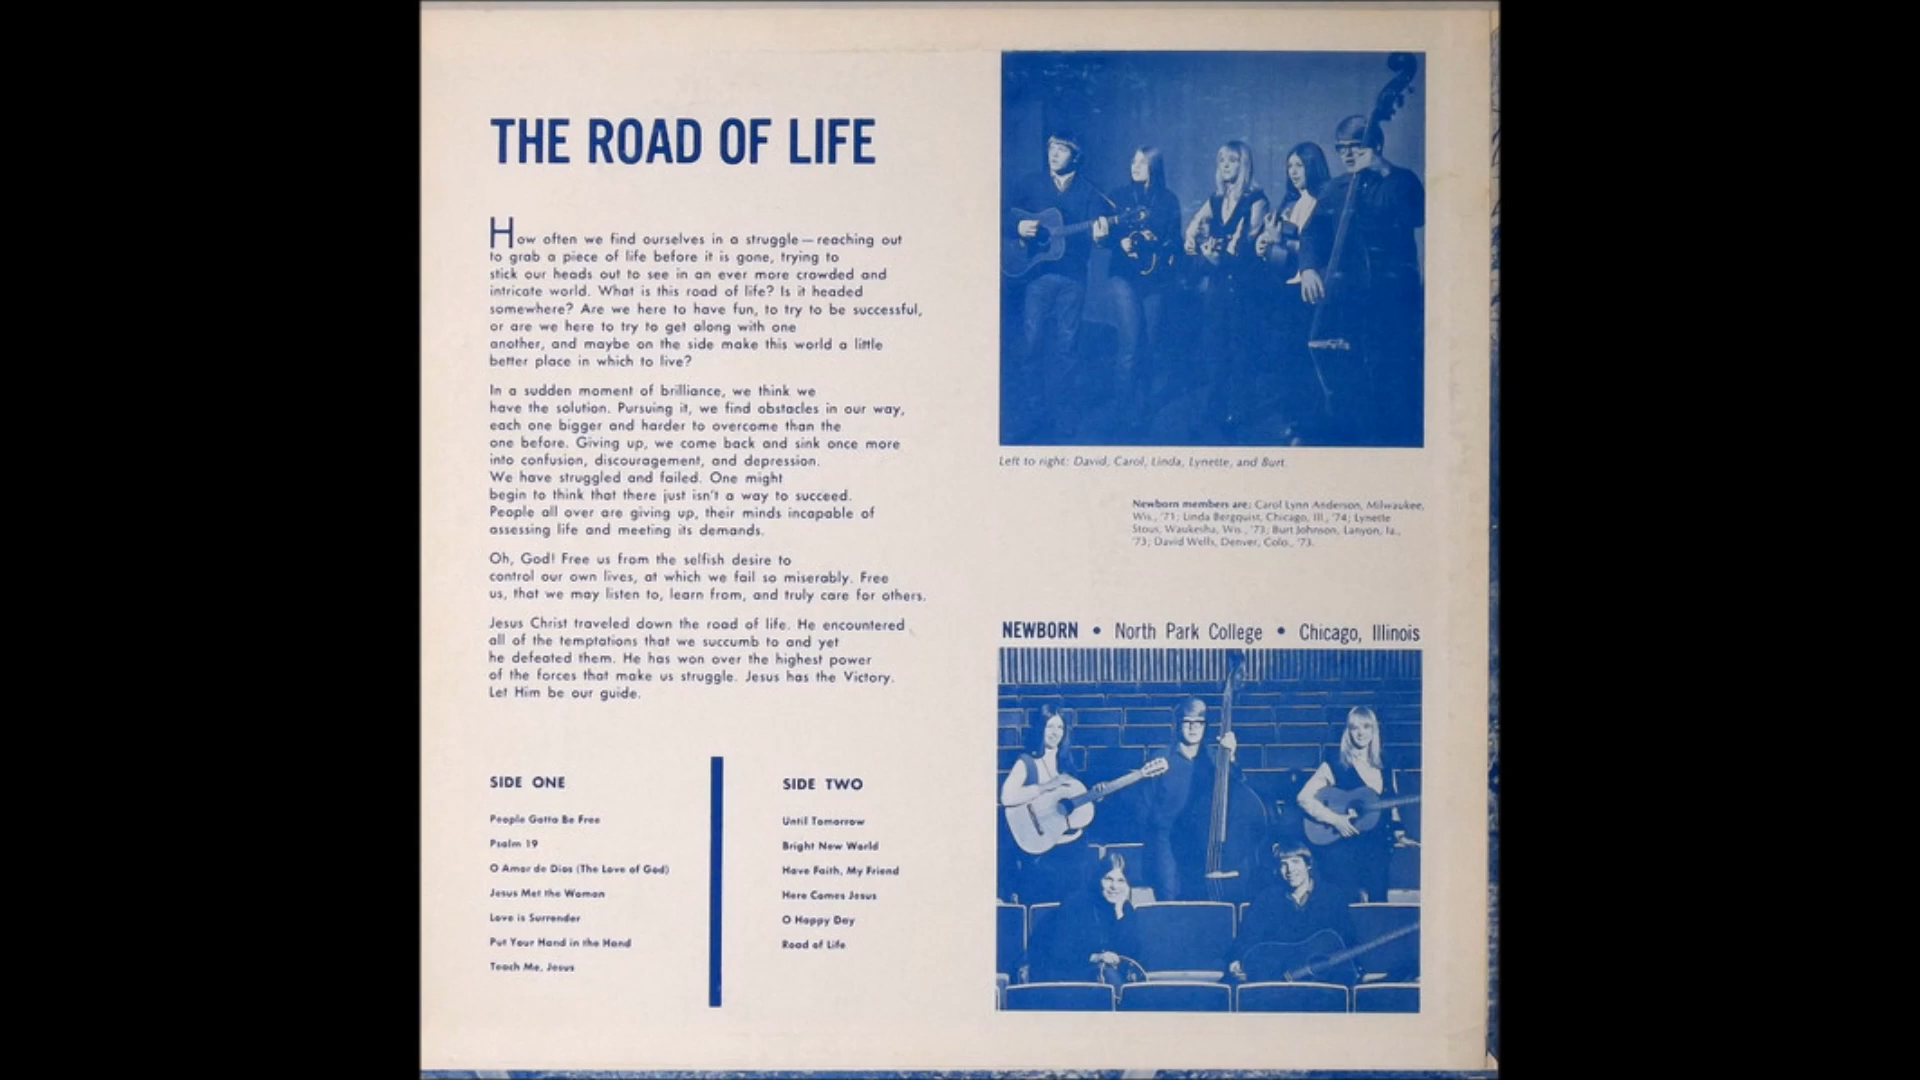 THE ROAD OF LIFE
How often we find ourselves in a struggle — reaching out
to grab a piece of life before it is gone, trying to
stick our heads out to see in an ever more crowded and
intricate world. What is this road of life? Is it headed
somewhere? Are we here to have fun, to try to be successful,
or are we here to try to get along with one
another, and maybe on the side make this world a little
better place in which to live?
In a sudden moment of brilliance, we think we
have the solution. Pursuing it, we find obstacles in our way,
each one bigger and harder to overcome than the
one before. Giving up, we come back and sink once more
into confusion, discouragement, and depression.
We have struggled and failed. One might
begin to think that there just isn't a way to succeed.
People all over are giving up, their minds incapable of
assessing life and meeting its demands.
Oh, God! Free us from the selfish desire to
control our own lives, at which we fail so miserably. Free
us, that we may listen to, learn from, and truly care for others.
Jesus Christ traveled down the road of life. He encountered
all of the temptations that we succumb to and yet
he defeated them. He has won over the highest power
of the forces that make us struggle. Jesus has the Victory.
Let Him be our guide.
SIDE ONE
People Gotta Be Free
Psalm 19
O Amor de Dios (The Love of God)
Jesus Met the Woman
Love is Surrender
Put Your Hand in the Hand
Teach Me, Jesus
SIDE TWO
Until Tomorrow
Bright New World
Have Faith, My Friend
Here Comes Jesus
O Happy Day
Road of Life
Left to right: David, Carol, Linda, Lynette, and Burt.
Newborn members are: Carol Lynn Anderson, Milwaukee,
Wis., '71; Linda Bergquist, Chicago, Ill., '74; Lynette
Stous, Waukesha, Wis., '73; Burt Johnson, Lanyon, Ia.,
'73; David Wells, Denver, Colo., '73.
NEWBORN • North Park College • Chicago, Illinois